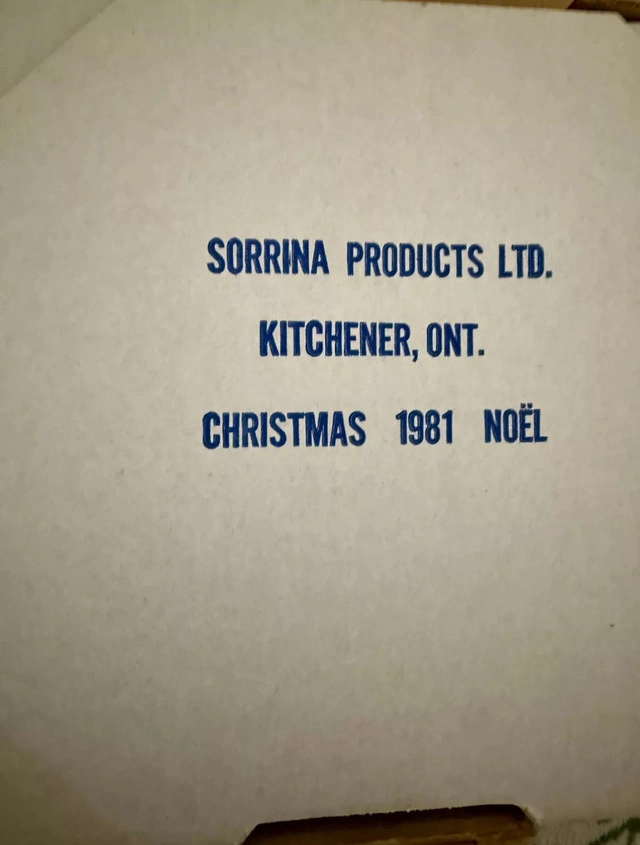 SORRINA PRODUCTS LTD.
KITCHENER, ONT.
CHRISTMAS 1981 NOËL